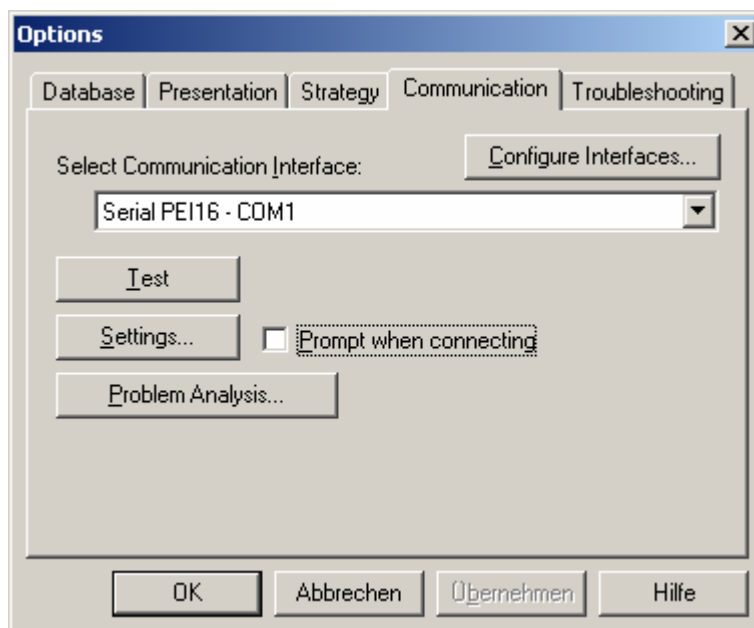 Options
Database Presentation Strategy Communication Troubleshooting
Configure Interfaces...
Select Communication Interface:
Serial PEI16 - COM1
Test
Settings... Prompt when connecting
Problem Analysis...
OK Abbrechen Übernehmen Hilfe